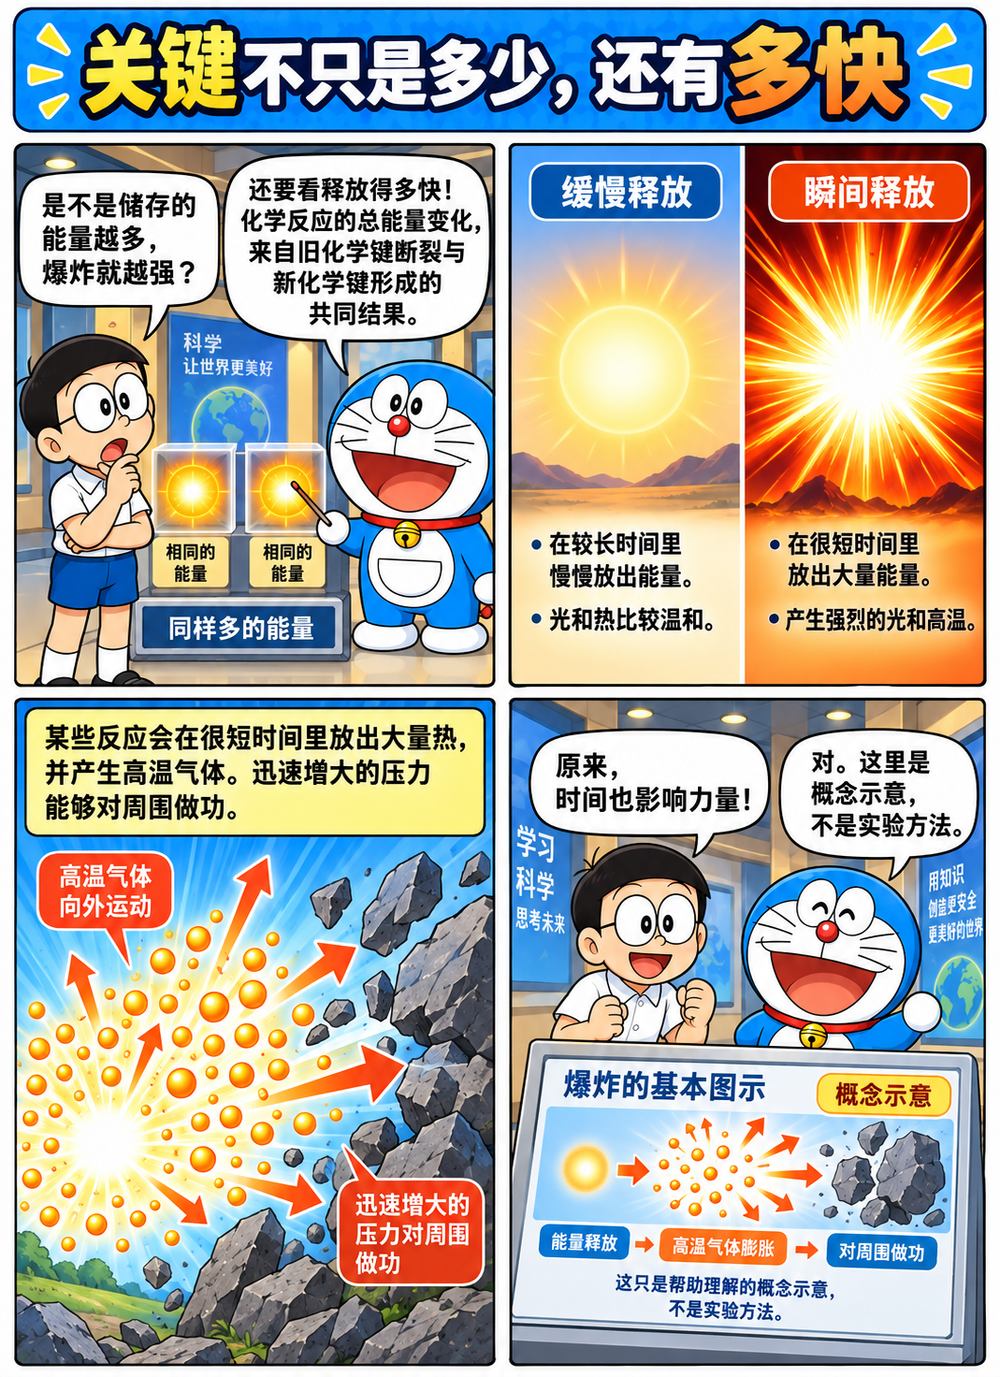 关键不只是多少，还有多快
是不是储存的
能量越多，
爆炸就越强？
还要看释放得多快！
化学反应的总能量变化，
来自旧化学键断裂与
新化学键形成的
共同结果。
科学
让世界更美好
相同的
能量
相同的
能量
同样多的能量
缓慢释放
在较长时间里
慢慢放出能量。
光和热比较温和。
瞬间释放
在很短时间里
放出大量能量。
产生强烈的光和高温。
某些反应会在很短时间里放出大量热，
并产生高温气体。迅速增大的压力
能够对周围做功。
高温气体
向外运动
迅速增大的
压力对周围
做功
原来，
时间也影响力量！
对。这里是
概念示意，
不是实验方法。
学习
科学
思考未来
用知识
创造更安全
更美好的世界
爆炸的基本图示
概念示意
能量释放
高温气体膨胀
对周围做功
这只是帮助理解的概念示意，
不是实验方法。